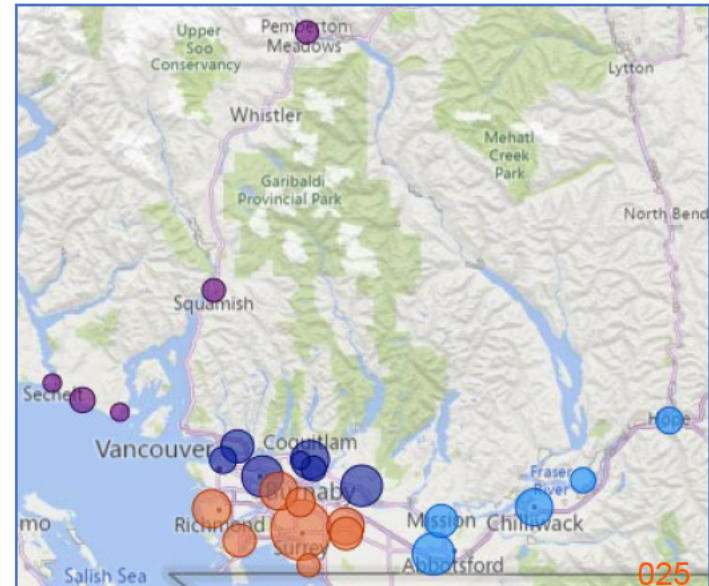 Upper
Soo
Conservancy
Pemberton
Meadows
Lytton
Whistler
Mehatl
Creek
Park
Garibaldi
Provincial Park
North Bend
Squamish
Sechelt
Hope
Vancouver
Coquitlam
Fraser
River
Burnaby
Richmond
Mission
Chilliwack
mo
Surrey
Abbotsford
Salish Sea
025